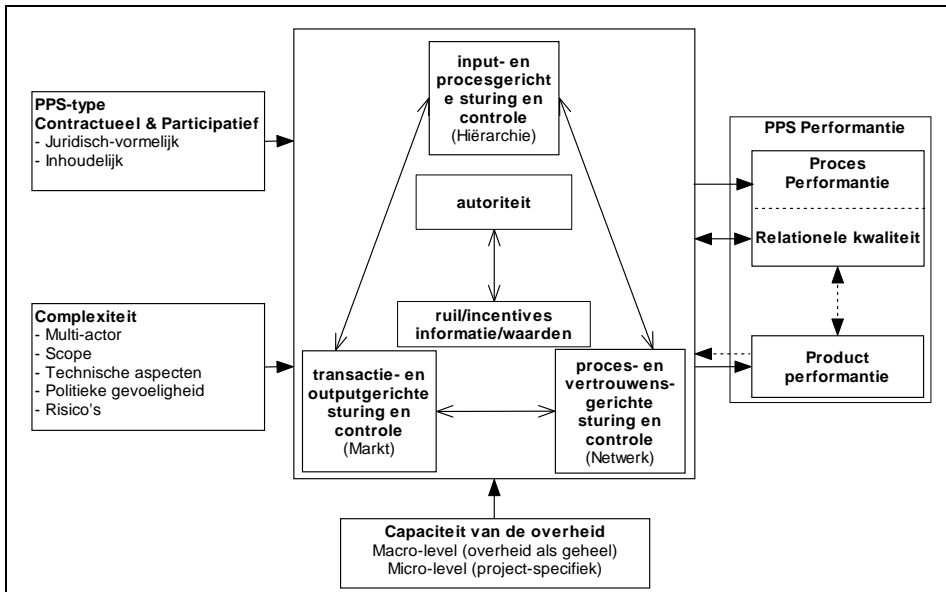 PPS-type
Contractueel & Participatief
- Juridisch-vormelijk
- Inhoudelijk
Complexiteit
- Multi-actor
- Scope
- Technische aspecten
- Politieke gevoeligheid
- Risico's
input- en
procesgericht
e sturing en
controle
(Hiërarchie)
autoriteit
ruil/incentives
informatie/waarden
transactie- en
outputgerichte
sturing en
controle
(Markt)
proces- en
vertrouwens-
gerichte
sturing en
controle
(Netwerk)
PPS Performantie
Proces
Performantie
Relationele kwaliteit
Product
performantie
Capaciteit van de overheid
Macro-level (overheid als geheel)
Micro-level (project-specifiek)